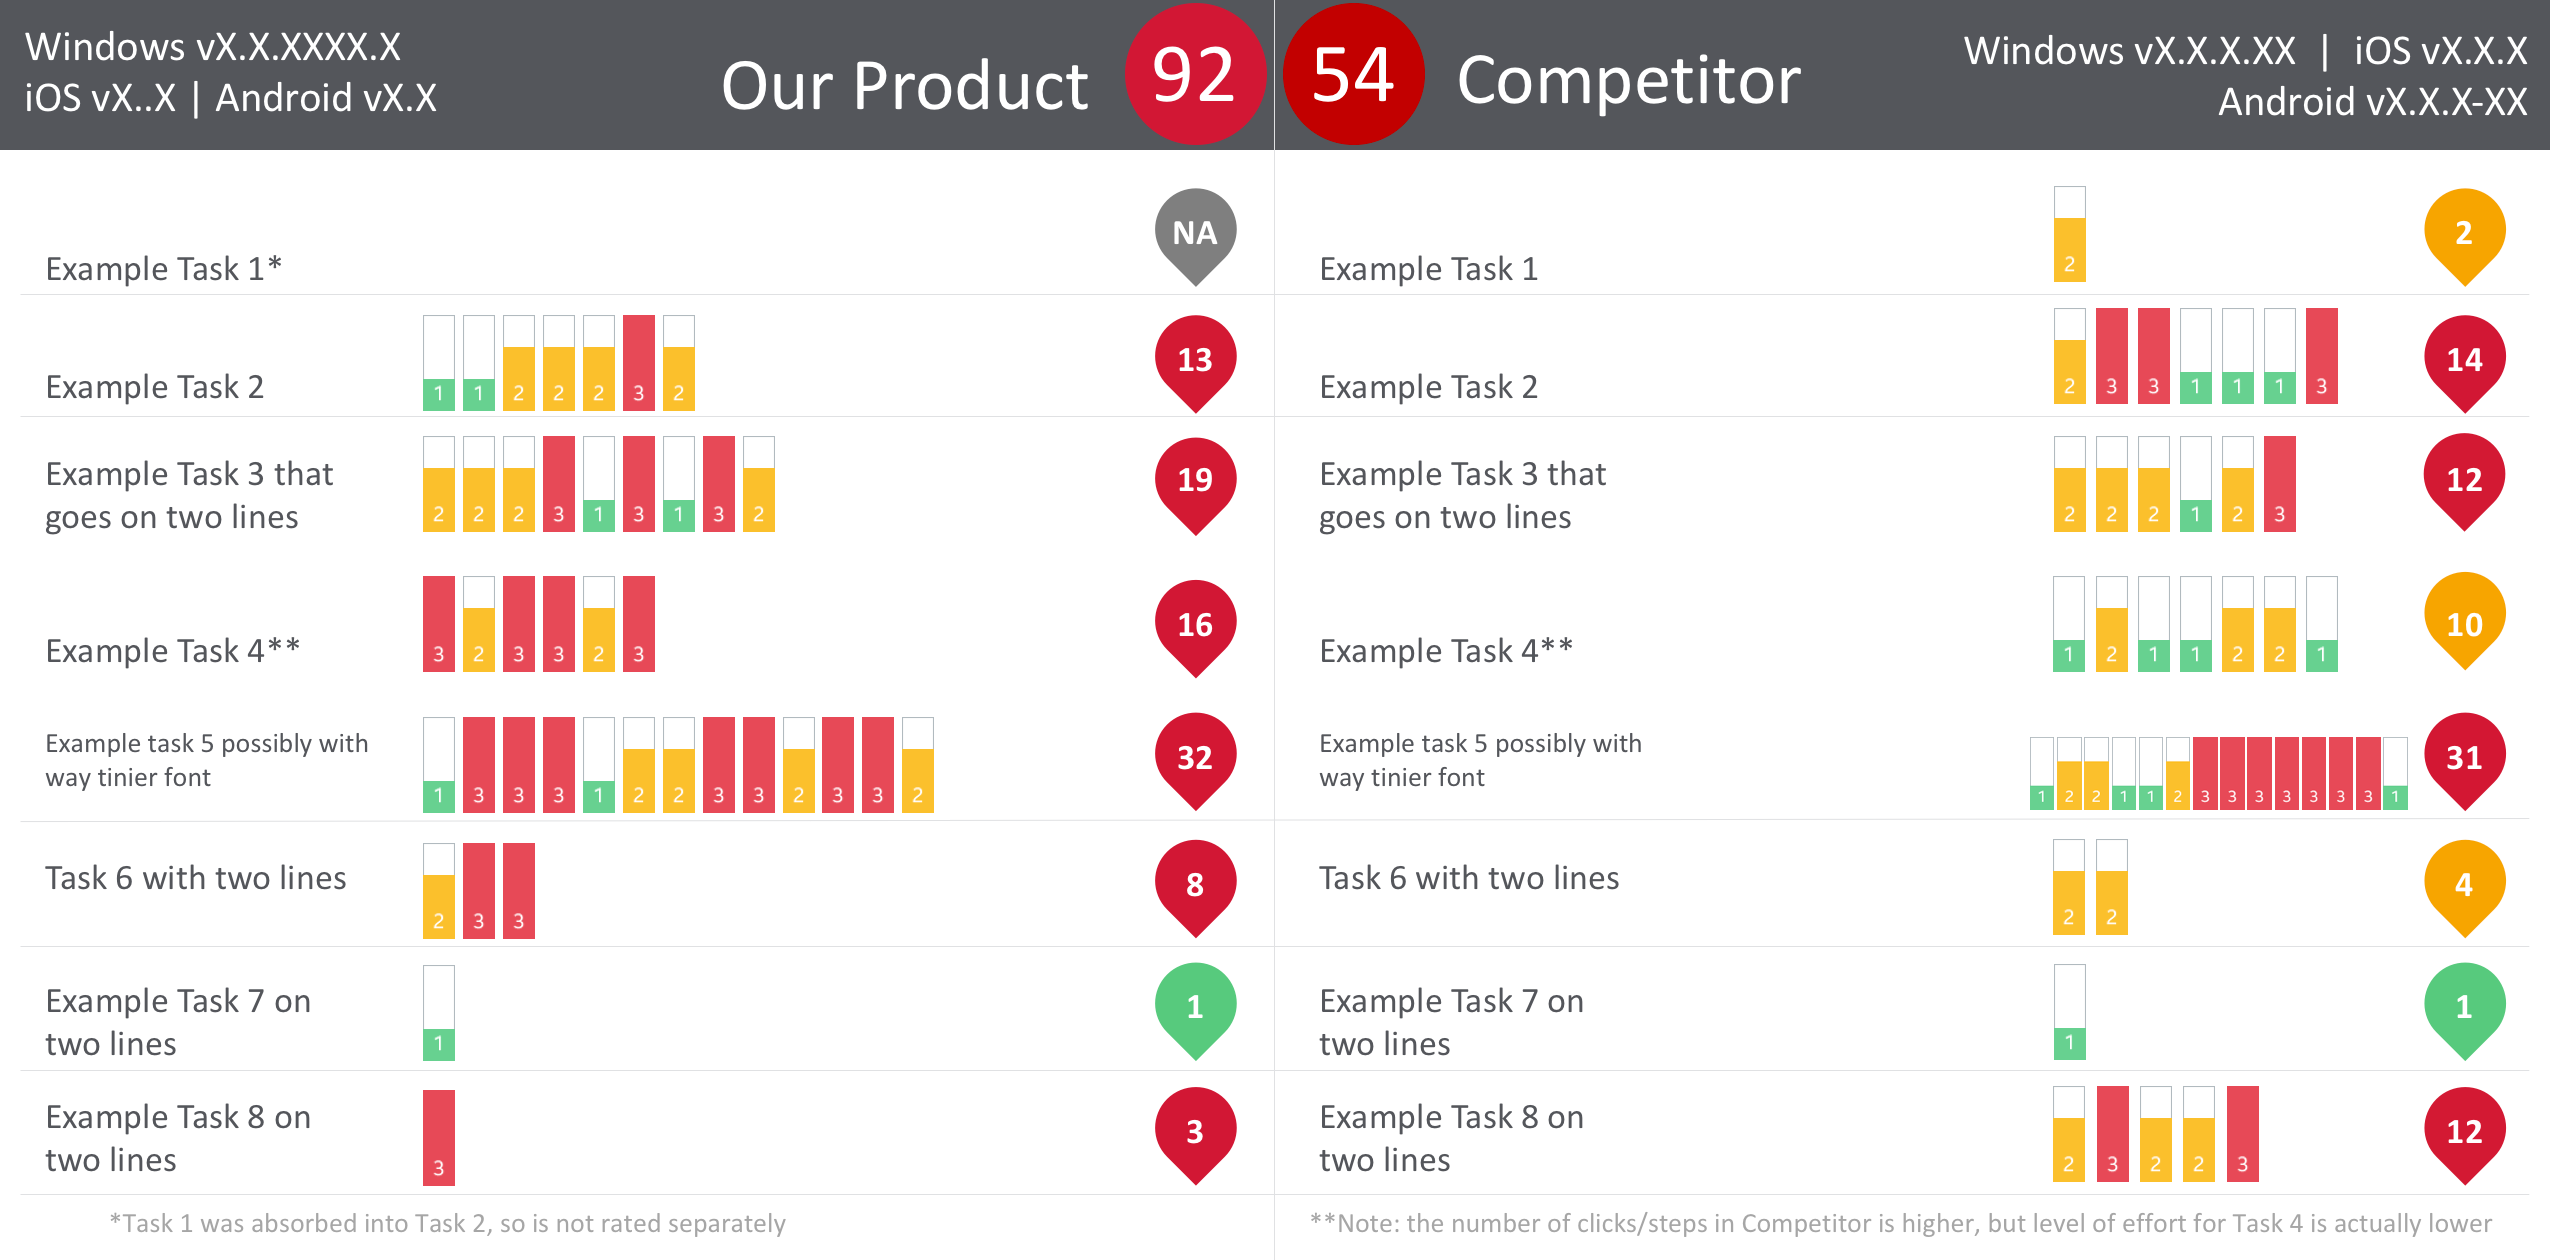 Windows vX.X.XXXX.X
iOS vX..X | Android vX.X
Our Product
92
54
Competitor
Windows vX.X.X.XX | iOS vX.X.X
Android vX.X.X-XX
Example Task 1*
NA
Example Task 1
2
2
Example Task 2
1 1 2 2 2 3 2
13
Example Task 2
2 3 3 1 1 1 3
14
Example Task 3 that
goes on two lines
2 2 2 3 1 3 1 3 2
19
Example Task 3 that
goes on two lines
2 2 2 1 2 3
12
Example Task 4**
3 2 3 3 2 3
16
Example Task 4**
1 2 1 1 2 2 1
10
Example task 5 possibly with
way tinier font
1 3 3 3 1 2 2 3 3 2 3 3 2
32
Example task 5 possibly with
way tinier font
1 2 2 1 1 2 3 3 3 3 3 3 3 1
31
Task 6 with two lines
2 3 3
8
Task 6 with two lines
2 2
4
Example Task 7 on
two lines
1
1
Example Task 7 on
two lines
1
1
Example Task 8 on
two lines
3
3
Example Task 8 on
two lines
2 3 2 2 3
12
*Task 1 was absorbed into Task 2, so is not rated separately
**Note: the number of clicks/steps in Competitor is higher, but level of effort for Task 4 is actually lower